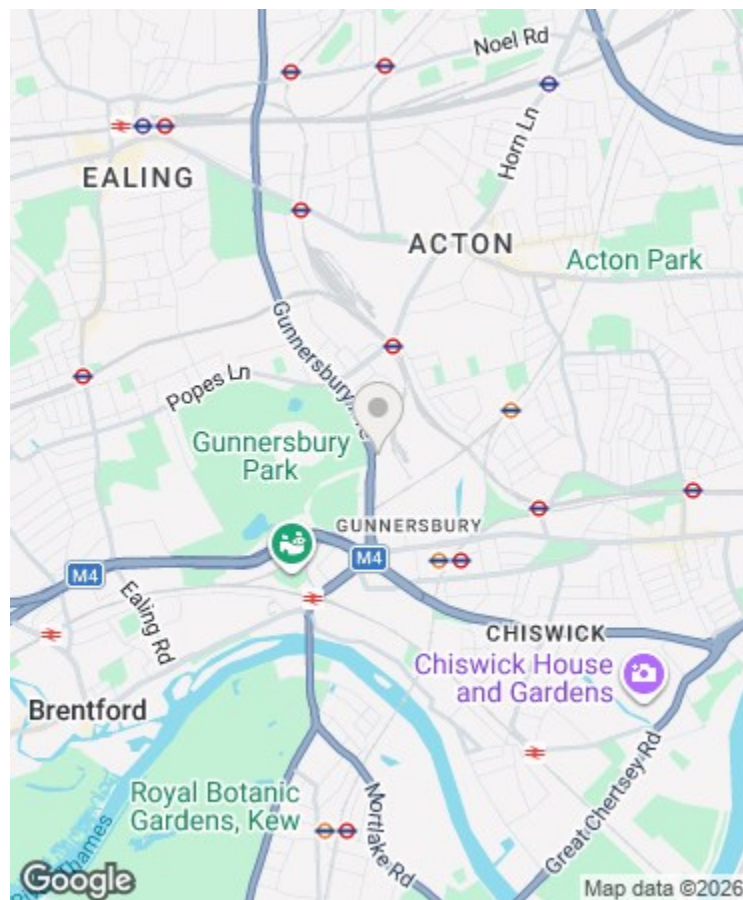 Noel Rd
Horn Ln
EALING
ACTON
Acton Park
Gunnersbury
Popes Ln
Gunnersbury
Park
GUNNERSBURY
M4
M4
Ealing Rd
CHISWICK
Chiswick House
and Gardens
Brentford
Royal Botanic
Gardens, Kew
Mortlake Rd
Great Chertsey Rd
Thames
Google
Map data ©2026